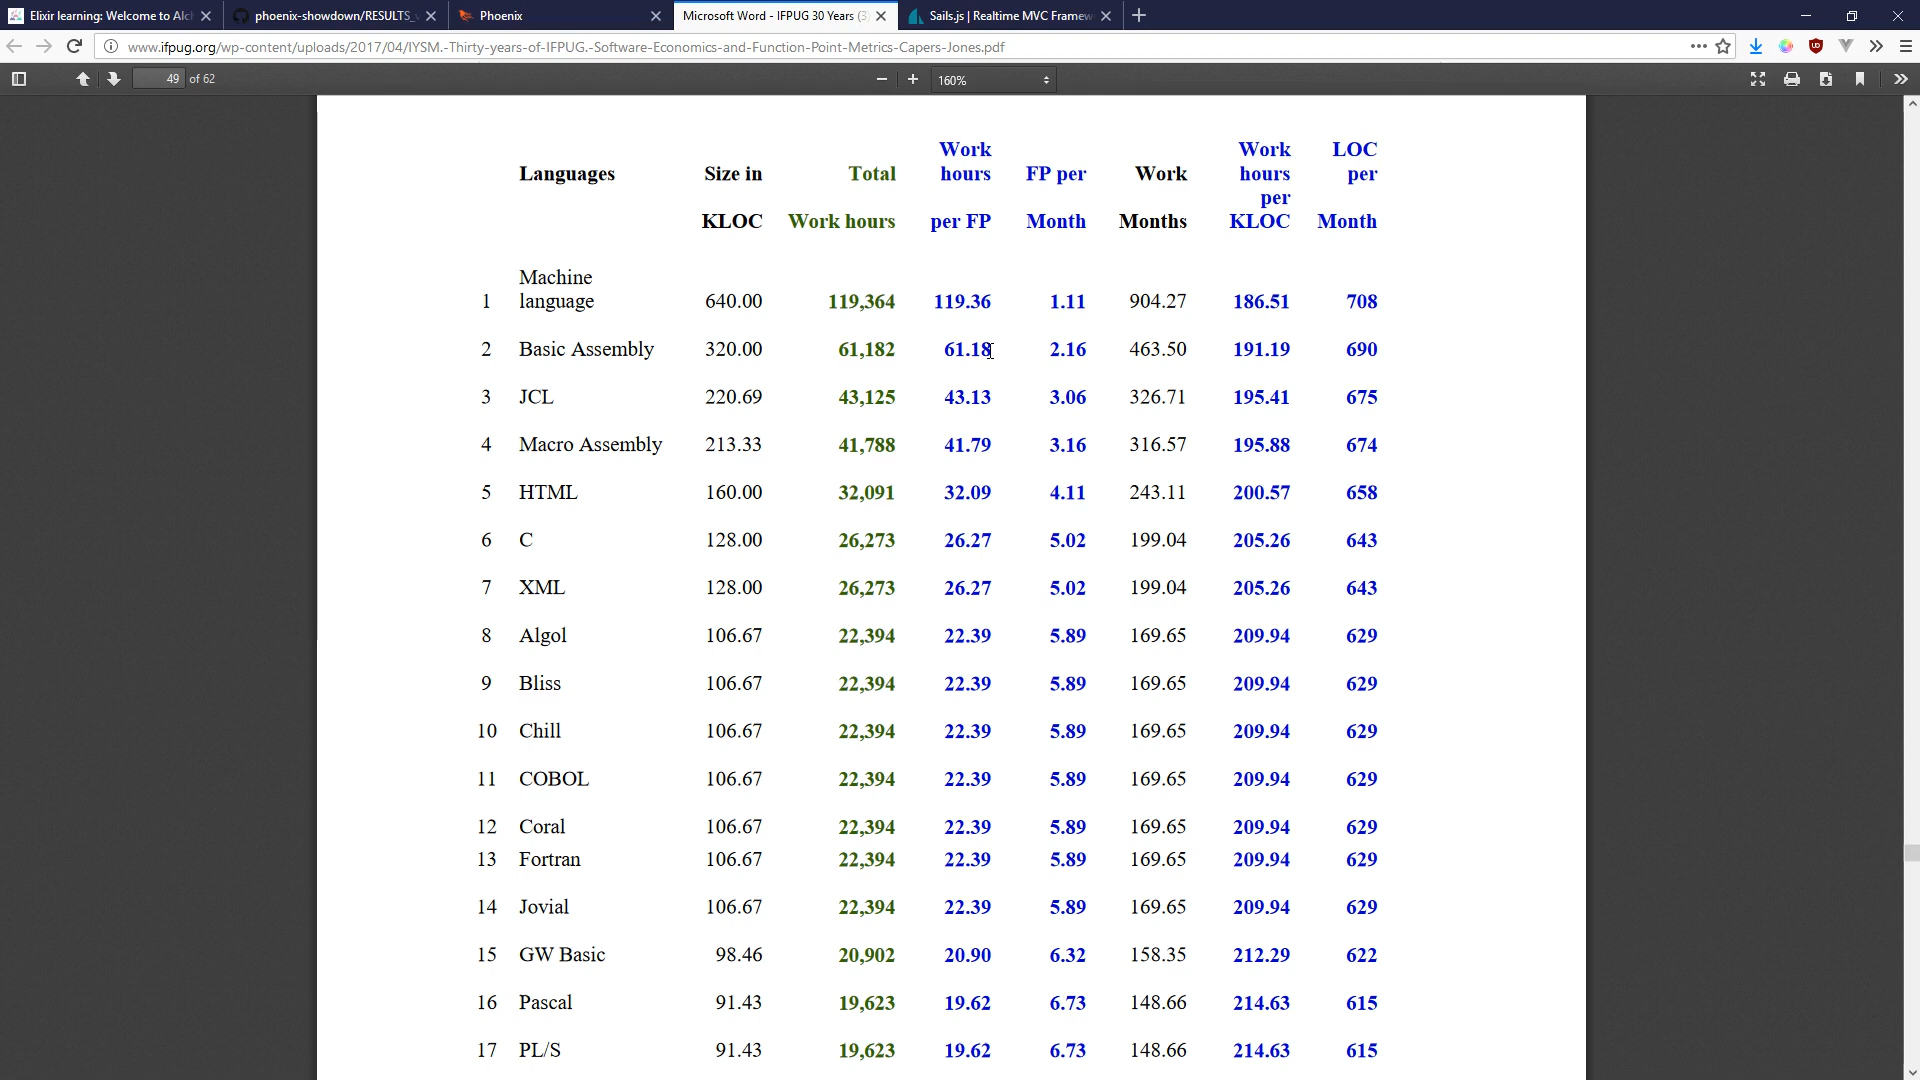 Elixir learning: Welcome to Alc
phoenix-showdown/RESULTS_v
Phoenix
Microsoft Word - IFPUG 30 Years (3
Sails.js | Realtime MVC Framew
www.ifpug.org/wp-content/uploads/2017/04/IYSM.-Thirty-years-of-IFPUG.-Software-Economics-and-Function-Point-Metrics-Capers-Jones.pdf
49 of 62
160%
Languages Size in KLOC Total Work hours Work hours per FP FP per Month Work Months Work hours per KLOC LOC per Month
1 Machine language 640.00 119,364 119.36 1.11 904.27 186.51 708
2 Basic Assembly 320.00 61,182 61.18 2.16 463.50 191.19 690
3 JCL 220.69 43,125 43.13 3.06 326.71 195.41 675
4 Macro Assembly 213.33 41,788 41.79 3.16 316.57 195.88 674
5 HTML 160.00 32,091 32.09 4.11 243.11 200.57 658
6 C 128.00 26,273 26.27 5.02 199.04 205.26 643
7 XML 128.00 26,273 26.27 5.02 199.04 205.26 643
8 Algol 106.67 22,394 22.39 5.89 169.65 209.94 629
9 Bliss 106.67 22,394 22.39 5.89 169.65 209.94 629
10 Chill 106.67 22,394 22.39 5.89 169.65 209.94 629
11 COBOL 106.67 22,394 22.39 5.89 169.65 209.94 629
12 Coral 106.67 22,394 22.39 5.89 169.65 209.94 629
13 Fortran 106.67 22,394 22.39 5.89 169.65 209.94 629
14 Jovial 106.67 22,394 22.39 5.89 169.65 209.94 629
15 GW Basic 98.46 20,902 20.90 6.32 158.35 212.29 622
16 Pascal 91.43 19,623 19.62 6.73 148.66 214.63 615
17 PL/S 91.43 19,623 19.62 6.73 148.66 214.63 615